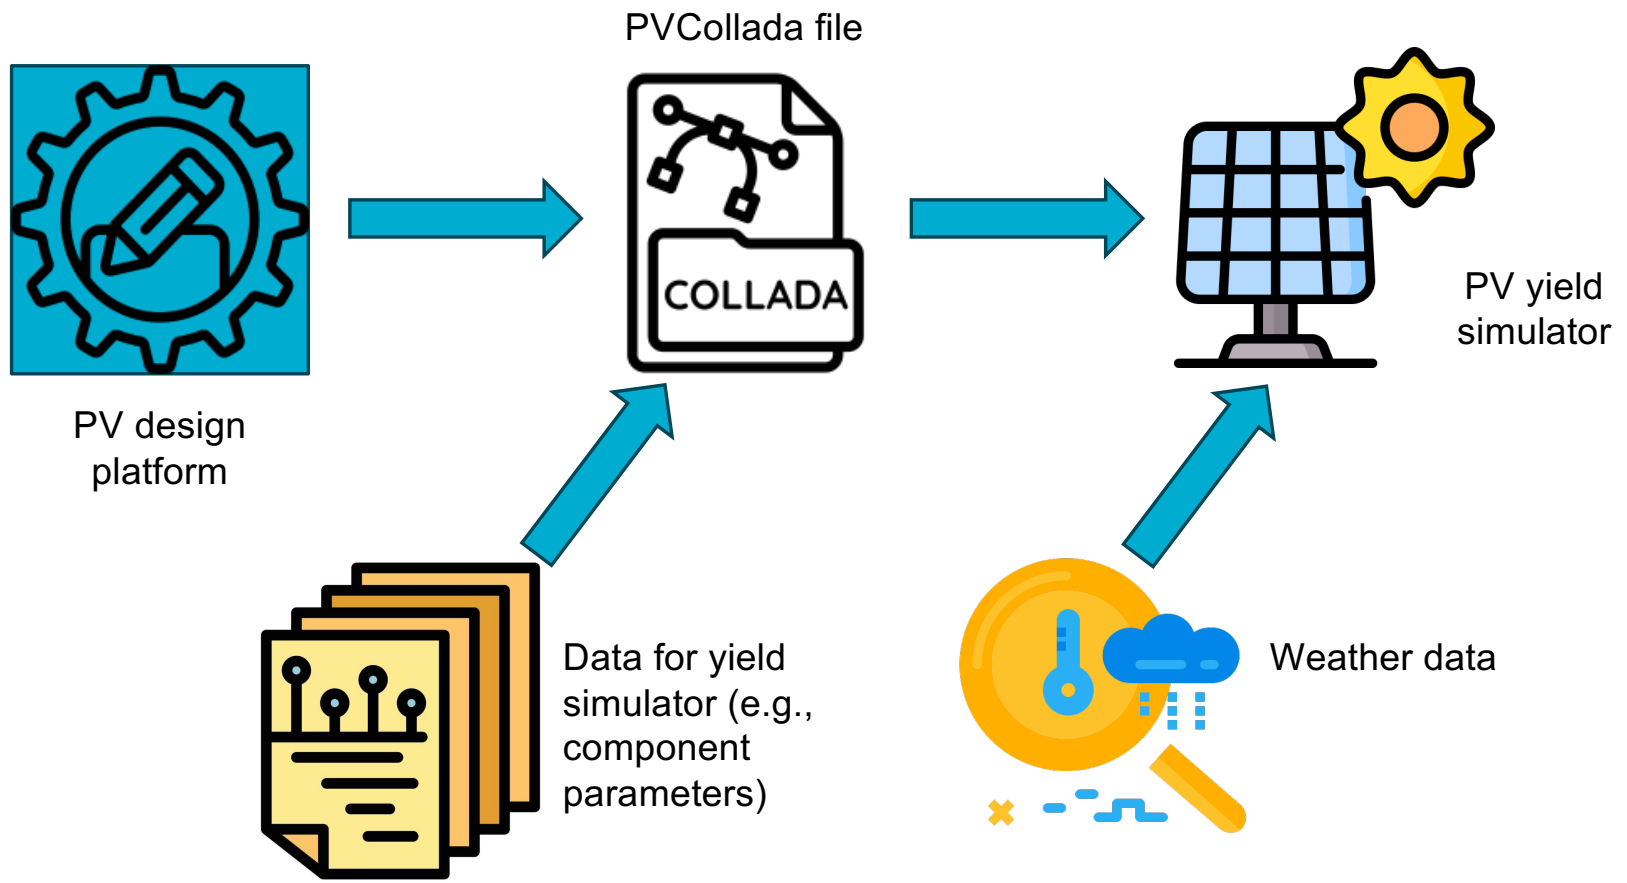 PVCollada file
COLLADA
PV design
platform
PV yield
simulator
Data for yield
simulator (e.g.,
component
parameters)
Weather data